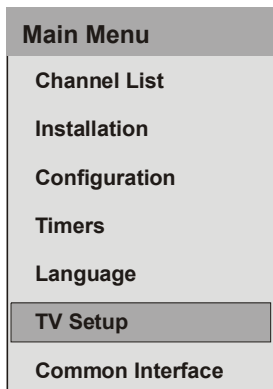 Main Menu
Channel List
Installation
Configuration
Timers
Language
TV Setup
Common Interface